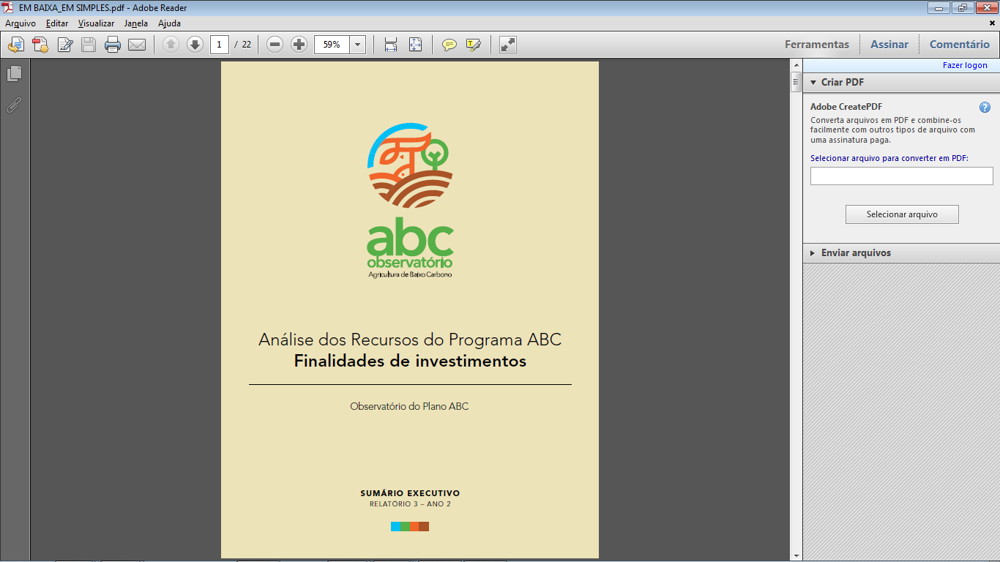 EM BAIXA_EM SIMPLES.pdf - Adobe Reader
Arquivo Editar Visualizar Janela Ajuda
1 / 22 59% Ferramentas Assinar Comentário
Fazer logon
Criar PDF
Adobe CreatePDF
Converta arquivos em PDF e combine-os
facilmente com outros tipos de arquivo com
uma assinatura paga.
Selecionar arquivo para converter em PDF:
Selecionar arquivo
Enviar arquivos
abc
observatório
Agricultura de Baixo Carbono
Análise dos Recursos do Programa ABC
Finalidades de investimentos
Observatório do Plano ABC
SUMÁRIO EXECUTIVO
RELATÓRIO 3 – ANO 2